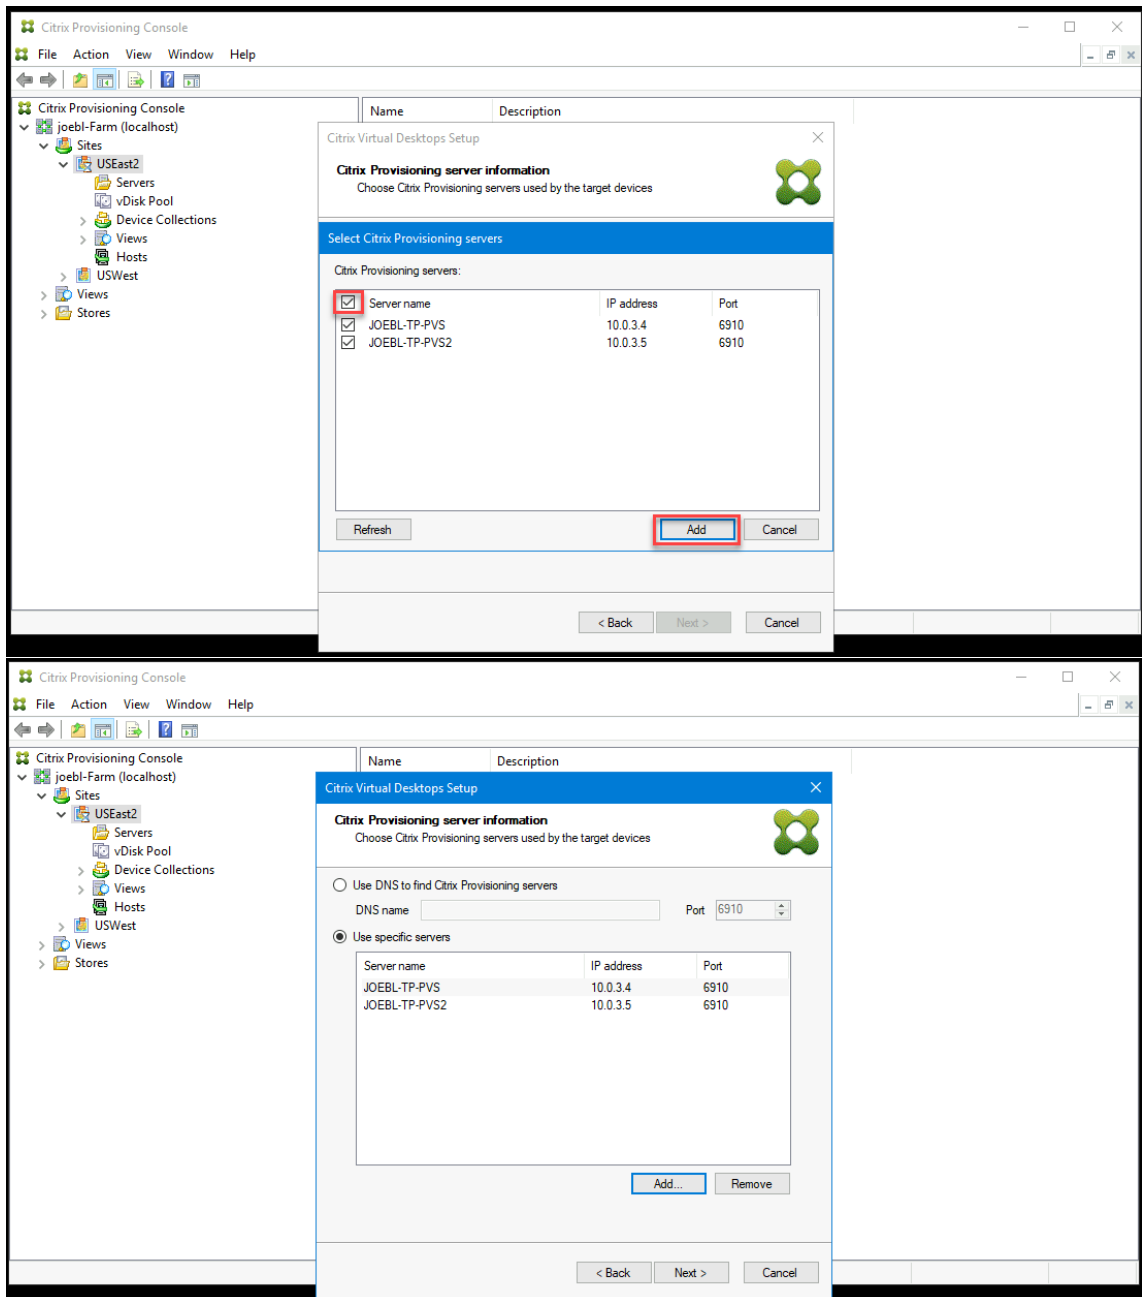 Citrix Provisioning Console
File Action View Window Help
Citrix Provisioning Console
joebl-Farm (localhost)
Sites
USEast2
Servers
vDisk Pool
Device Collections
Views
Hosts
USWest
Views
Stores
Name Description
Citrix Virtual Desktops Setup
Citrix Provisioning server information
Choose Citrix Provisioning servers used by the target devices
Select Citrix Provisioning servers
Citrix Provisioning servers:
Server name IP address Port
JOEBL-TP-PVS 10.0.3.4 6910
JOEBL-TP-PVS2 10.0.3.5 6910
Refresh Add Cancel
< Back Next > Cancel
Citrix Provisioning Console
File Action View Window Help
Citrix Provisioning Console
joebl-Farm (localhost)
Sites
USEast2
Servers
vDisk Pool
Device Collections
Views
Hosts
USWest
Views
Stores
Name Description
Citrix Virtual Desktops Setup
Citrix Provisioning server information
Choose Citrix Provisioning servers used by the target devices
Use DNS to find Citrix Provisioning servers
DNS name Port 6910
Use specific servers
Server name IP address Port
JOEBL-TP-PVS 10.0.3.4 6910
JOEBL-TP-PVS2 10.0.3.5 6910
Add... Remove
< Back Next > Cancel